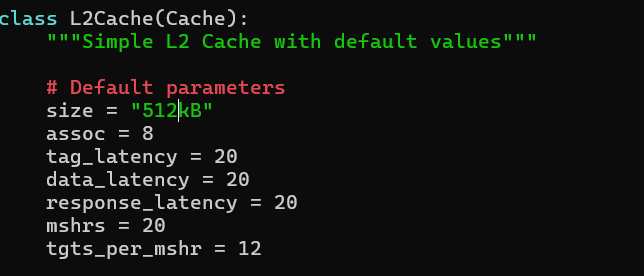 class L2Cache(Cache):
"""Simple L2 Cache with default values"""
# Default parameters
size = "512kB"
assoc = 8
tag_latency = 20
data_latency = 20
response_latency = 20
mshrs = 20
tgts_per_mshr = 12